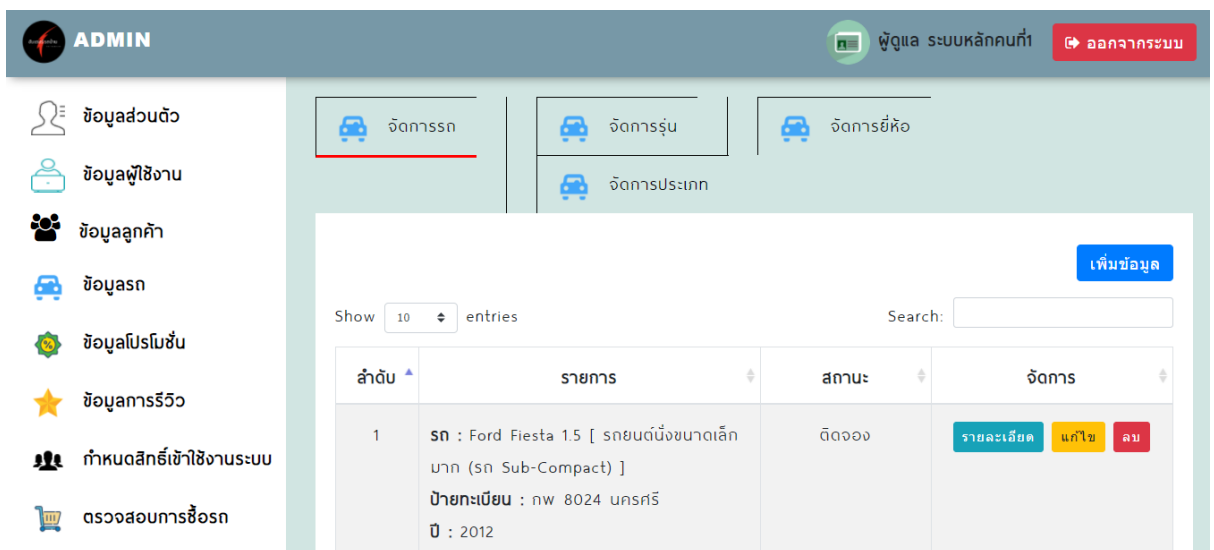 ADMIN
ผู้ดูแล ระบบหลักคนที่1
ออกจากระบบ
ข้อมูลส่วนตัว
ข้อมูลผู้ใช้งาน
ข้อมูลลูกค้า
ข้อมูลรถ
ข้อมูลโปรโมชั่น
ข้อมูลการรีวิว
กำหนดสิทธิ์เข้าใช้งานระบบ
ตรวจสอบการซื้อรถ
จัดการรถ
จัดการรุ่น
จัดการยี่ห้อ
จัดการประเภท
เพิ่มข้อมูล
Show 10 entries
Search:
ลำดับ รายการ สถานะ จัดการ
1 รถ : Ford Fiesta 1.5 [ รถยนต์นั่งขนาดเล็ก ติดจอง รายละเอียด แก้ไข ลบ
มาก (รถ Sub-Compact) ]
ป้ายทะเบียน : กพ 8024 นครศรี
ปี : 2012